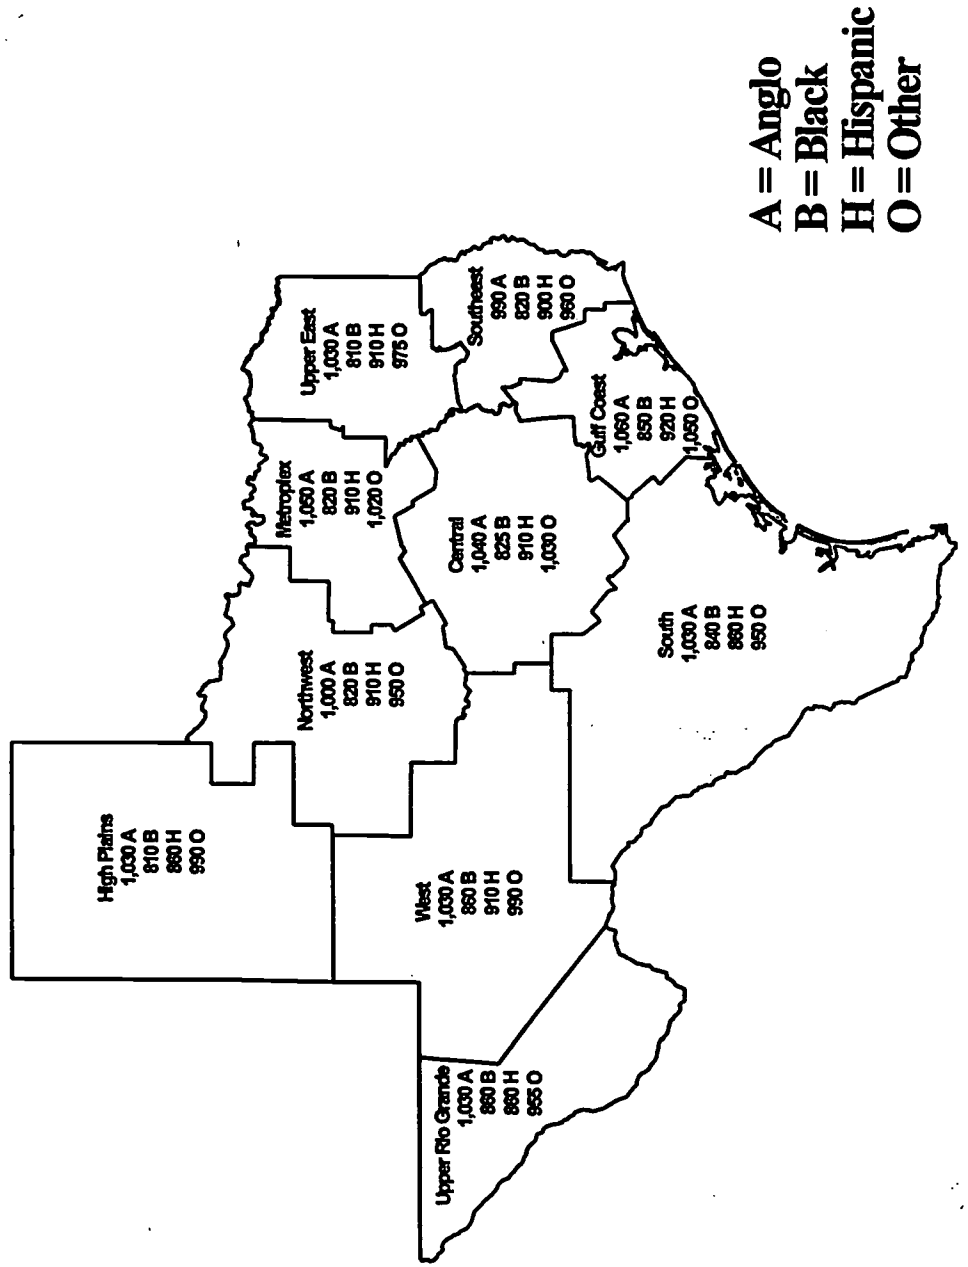 High Plains
1,030 A
810 B
860 H
990 O
Northwest
1,000 A
820 B
910 H
950 O
Metroplex
1,050 A
820 B
910 H
1,020 O
Upper East
1,030 A
810 B
910 H
975 O
Southeast
990 A
820 B
900 H
960 O
Gulf Coast
1,060 A
850 B
920 H
1,050 O
Central
1,040 A
825 B
910 H
1,030 O
West
1,030 A
860 B
910 H
990 O
Upper Rio Grande
1,030 A
860 B
860 H
955 O
South
1,030 A
840 B
860 H
950 O
A = Anglo
B = Black
H = Hispanic
O = Other